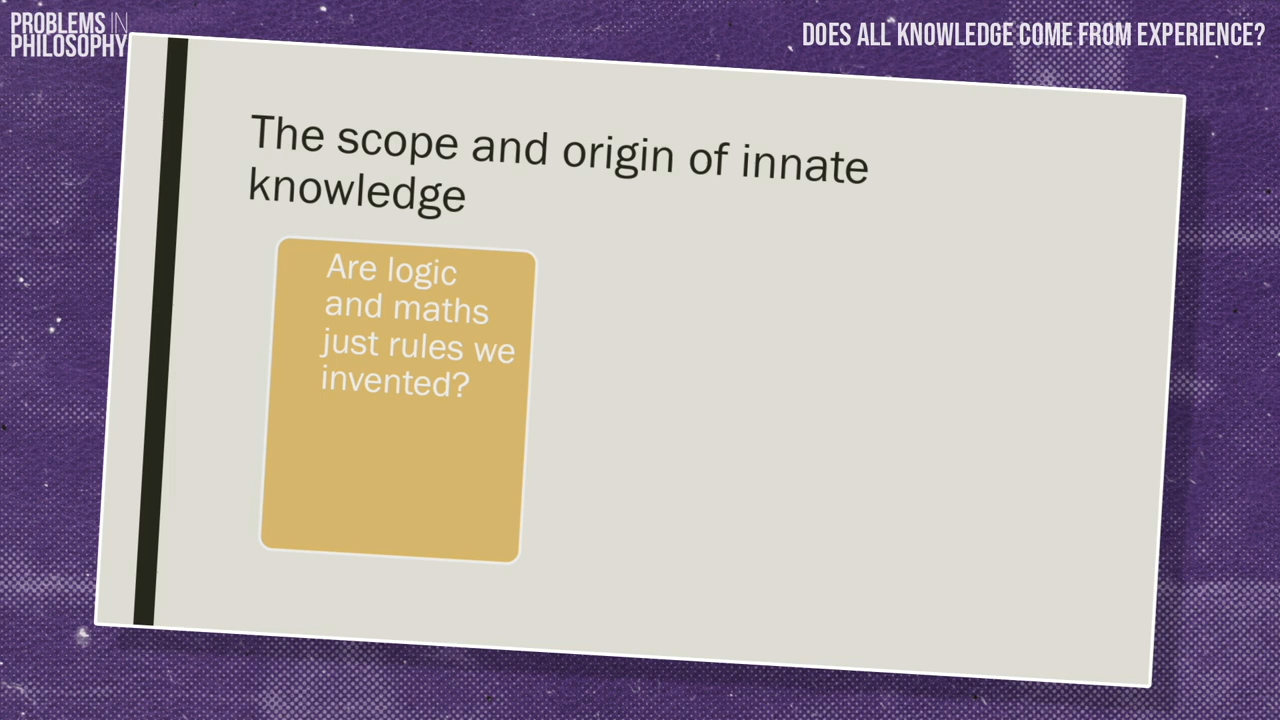 PROBLEMS IN
PHILOSOPHY
DOES ALL KNOWLEDGE COME FROM EXPERIENCE?
The scope and origin of innate
knowledge
Are logic
and maths
just rules we
invented?